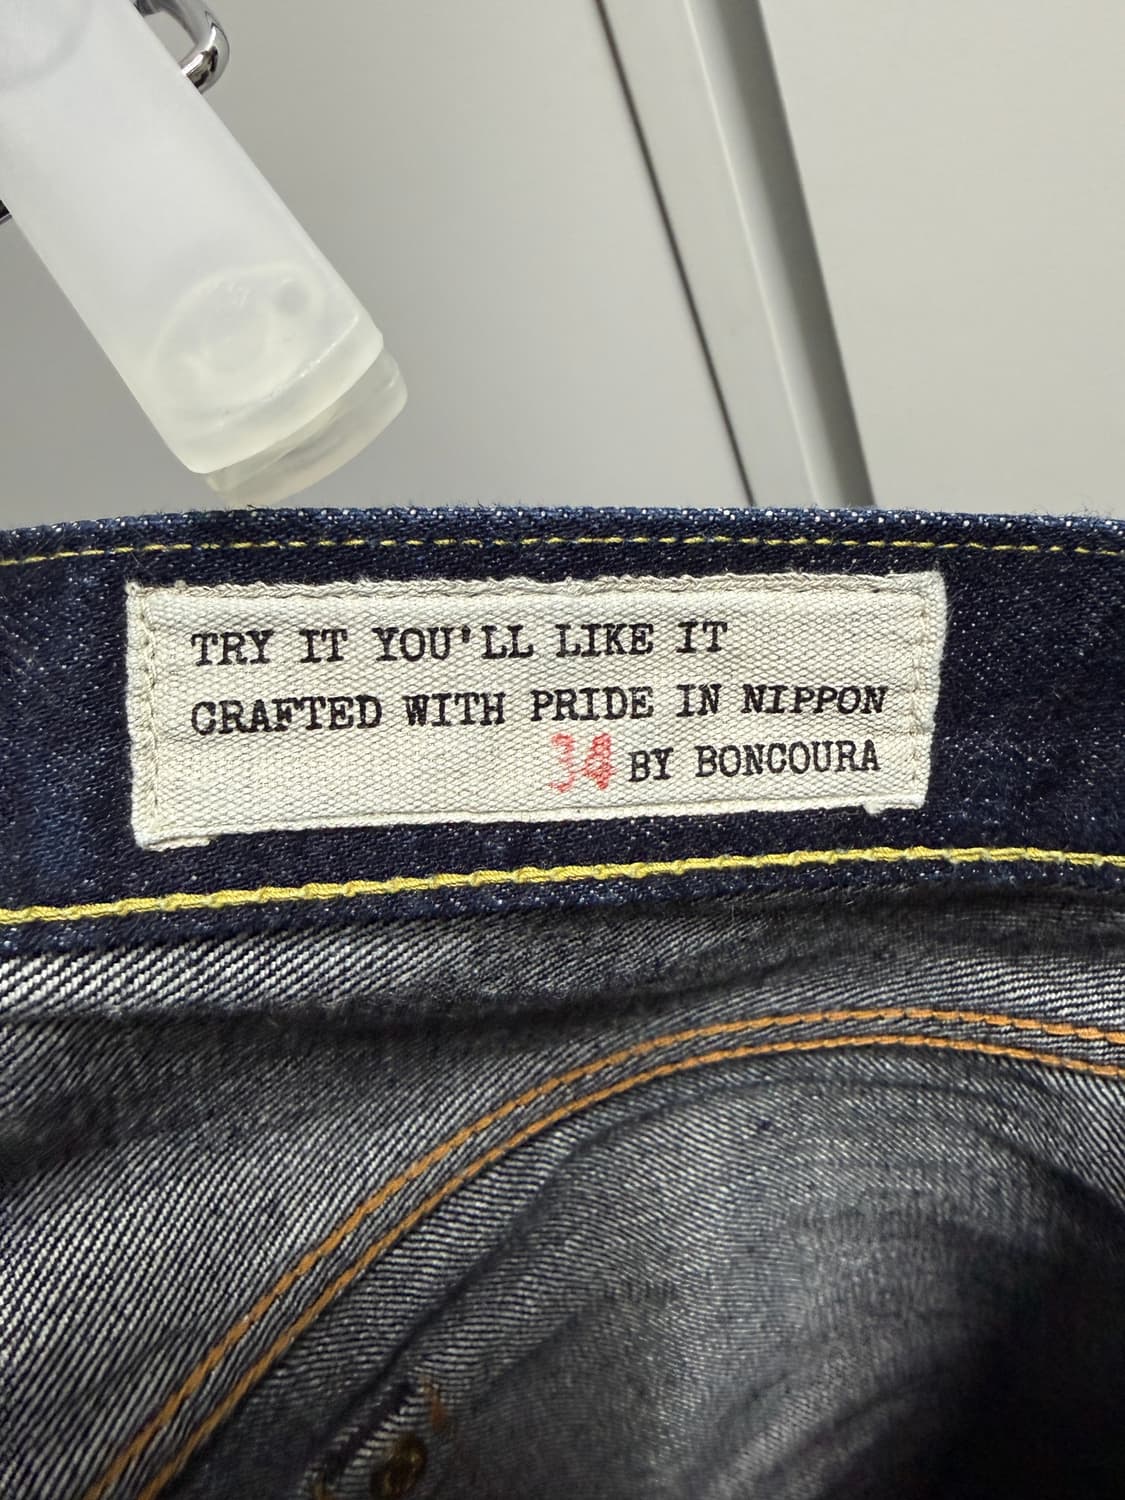 TRY IT YOU'LL LIKE IT
CRAFTED WITH PRIDE IN NIPPON
34 BY BONCOURA